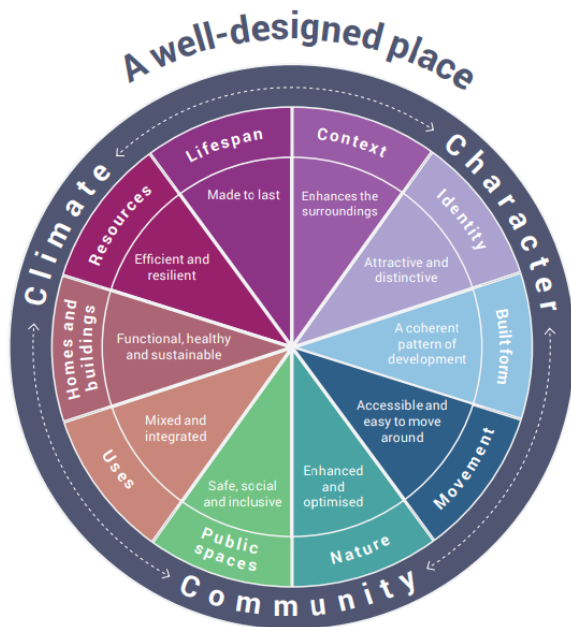 A well-designed place
Climate
Character
Community
Context
Enhances the
surroundings
Identity
Attractive and
distinctive
Built form
A coherent
pattern of
development
Movement
Accessible and
easy to move
around
Nature
Enhanced
and
optimised
Public
spaces
Safe, social
and inclusive
Uses
Mixed and
integrated
Homes and
buildings
Functional, healthy
and sustainable
Resources
Efficient and
resilient
Lifespan
Made to last